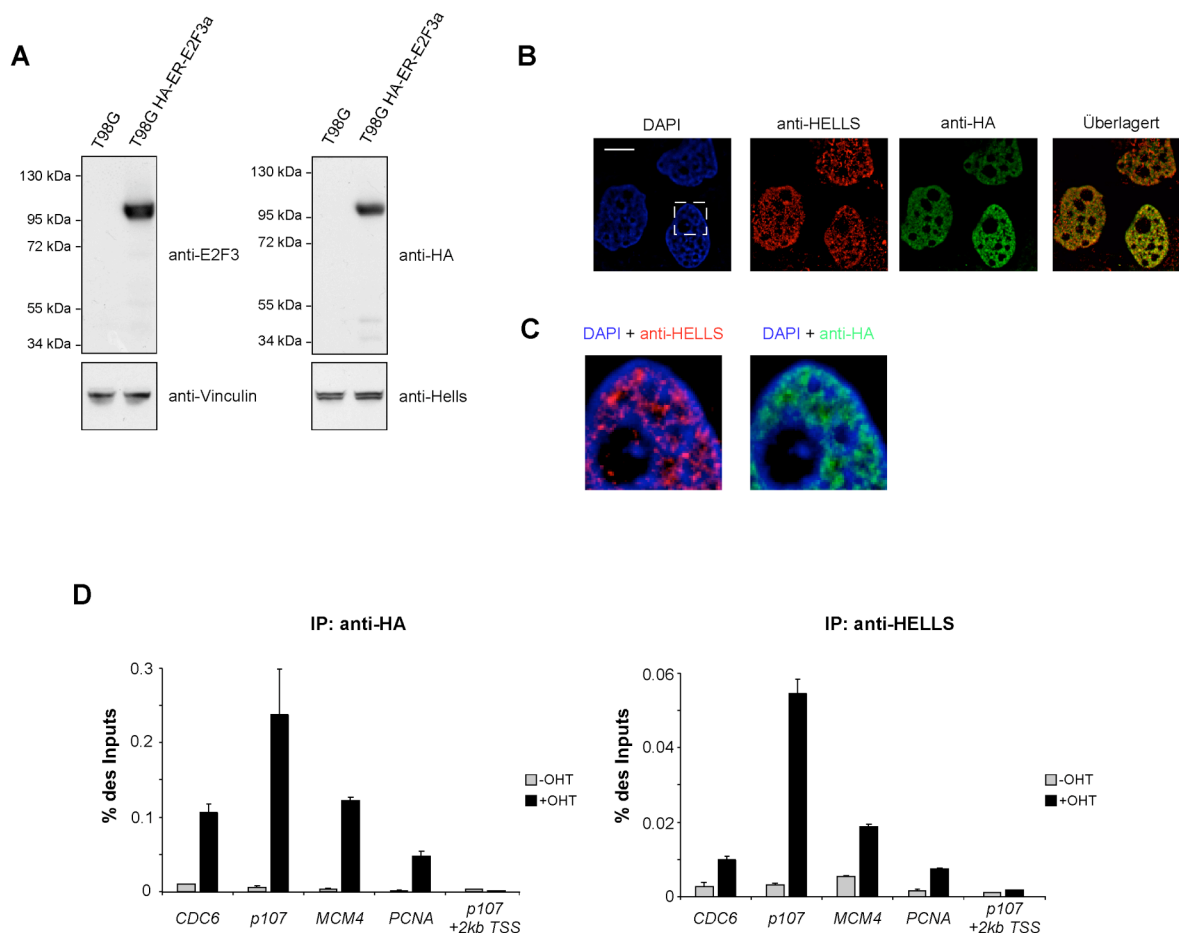 A
T98G
T98G HA-ER-E2F3a
130 kDa
95 kDa
72 kDa
55 kDa
34 kDa
anti-E2F3
anti-Vinculin
T98G
T98G HA-ER-E2F3a
130 kDa
95 kDa
72 kDa
55 kDa
34 kDa
anti-HA
anti-Hells
B
DAPI
anti-HELLS
anti-HA
Überlagert
C
DAPI + anti-HELLS
DAPI + anti-HA
D
IP: anti-HA
% des Inputs
0.3
0.2
0.1
0
CDC6
p107
MCM4
PCNA
p107
+2kb TSS
-OHT
+OHT
IP: anti-HELLS
% des Inputs
0.06
0.04
0.02
0
CDC6
p107
MCM4
PCNA
p107
+2kb TSS
-OHT
+OHT